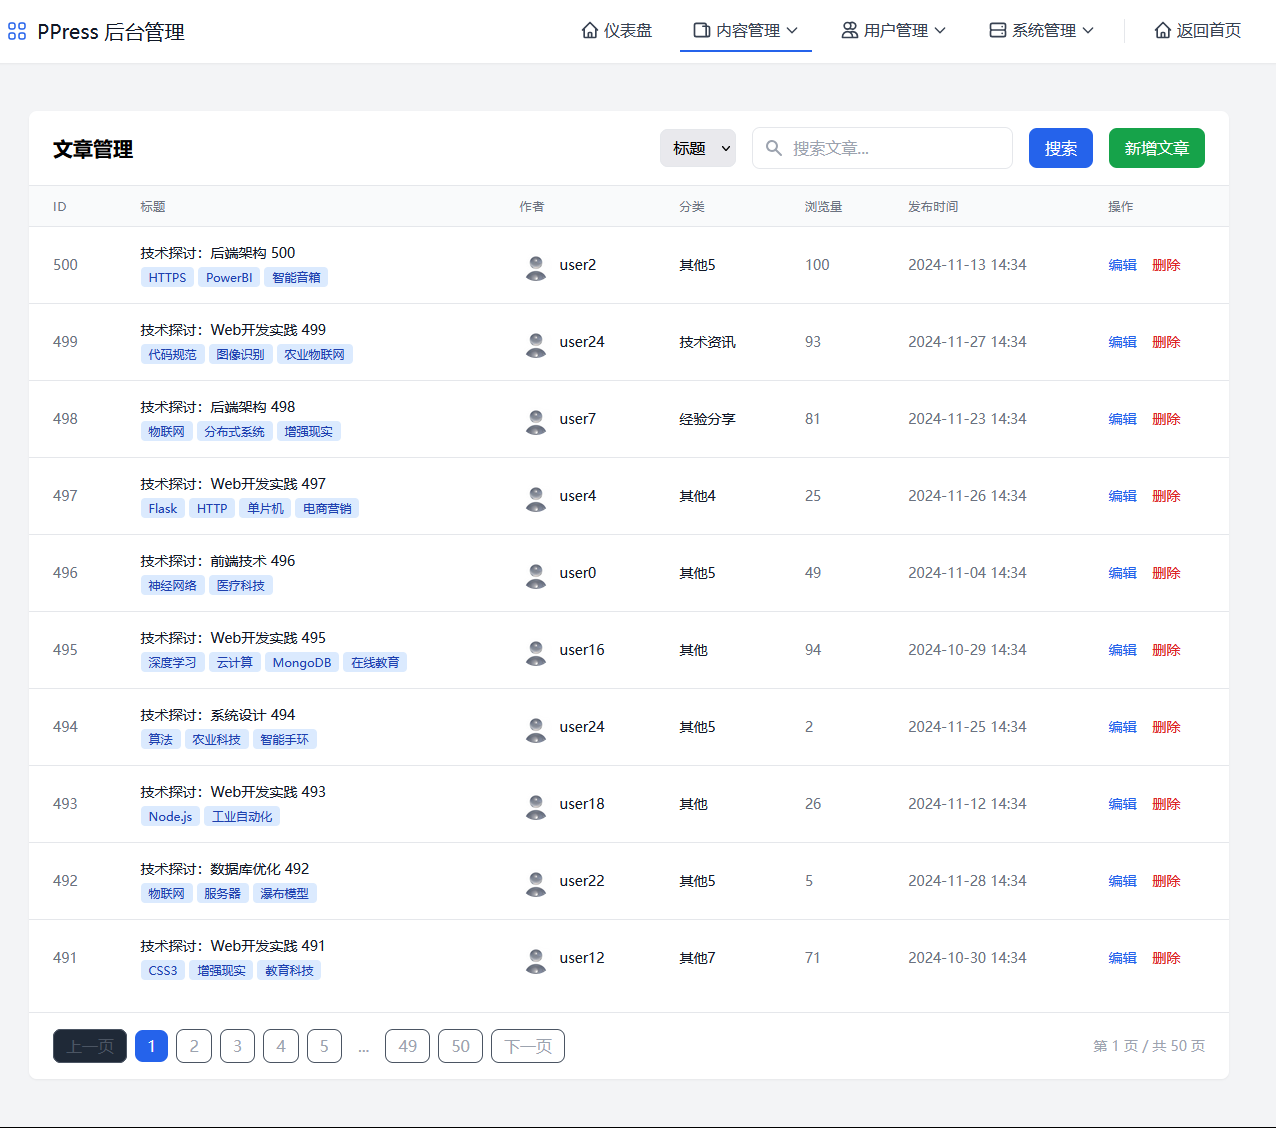 PPress 后台管理 仪表盘 内容管理 用户管理 系统管理 返回首页
文章管理 标题 搜索文章... 搜索 新增文章
ID 标题 作者 分类 浏览量 发布时间 操作
500 技术探讨：后端架构 500 user2 其他5 100 2024-11-13 14:34 编辑 删除
HTTPS PowerBI 智能音箱
499 技术探讨：Web开发实践 499 user24 技术资讯 93 2024-11-27 14:34 编辑 删除
代码规范 图像识别 农业物联网
498 技术探讨：后端架构 498 user7 经验分享 81 2024-11-23 14:34 编辑 删除
物联网 分布式系统 增强现实
497 技术探讨：Web开发实践 497 user4 其他4 25 2024-11-26 14:34 编辑 删除
Flask HTTP 单片机 电商营销
496 技术探讨：前端技术 496 user0 其他5 49 2024-11-04 14:34 编辑 删除
神经网络 医疗科技
495 技术探讨：Web开发实践 495 user16 其他 94 2024-10-29 14:34 编辑 删除
深度学习 云计算 MongoDB 在线教育
494 技术探讨：系统设计 494 user24 其他5 2 2024-11-25 14:34 编辑 删除
算法 农业科技 智能手环
493 技术探讨：Web开发实践 493 user18 其他 26 2024-11-12 14:34 编辑 删除
Node.js 工业自动化
492 技术探讨：数据库优化 492 user22 其他5 5 2024-11-28 14:34 编辑 删除
物联网 服务器 瀑布模型
491 技术探讨：Web开发实践 491 user12 其他7 71 2024-10-30 14:34 编辑 删除
CSS3 增强现实 教育科技
上一页 1 2 3 4 5 ... 49 50 下一页 第 1 页 / 共 50 页